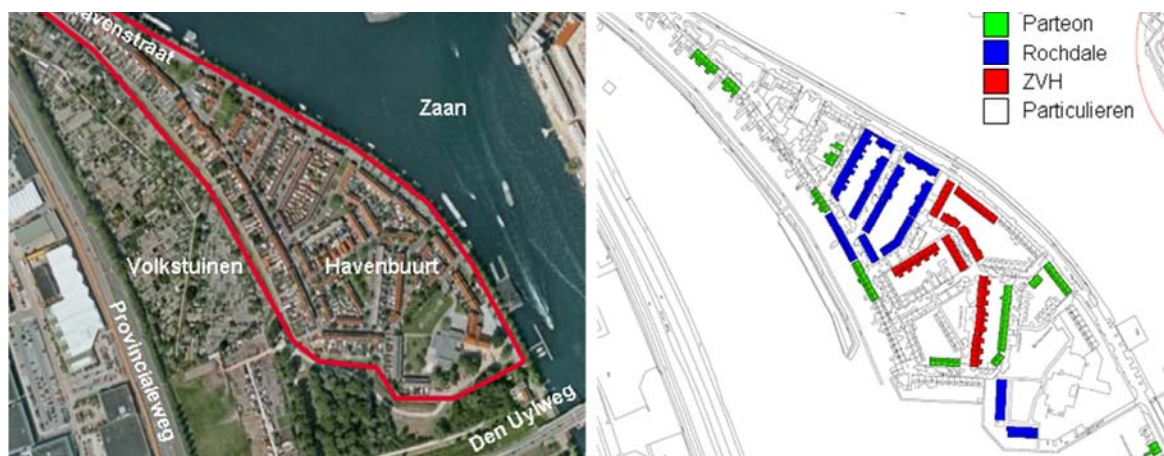 avenstraat
Zaan
Volkstuinen
Havenbuurt
Provincialeweg
Den Uylweg
Parteon
Rochdale
ZVH
Particulieren